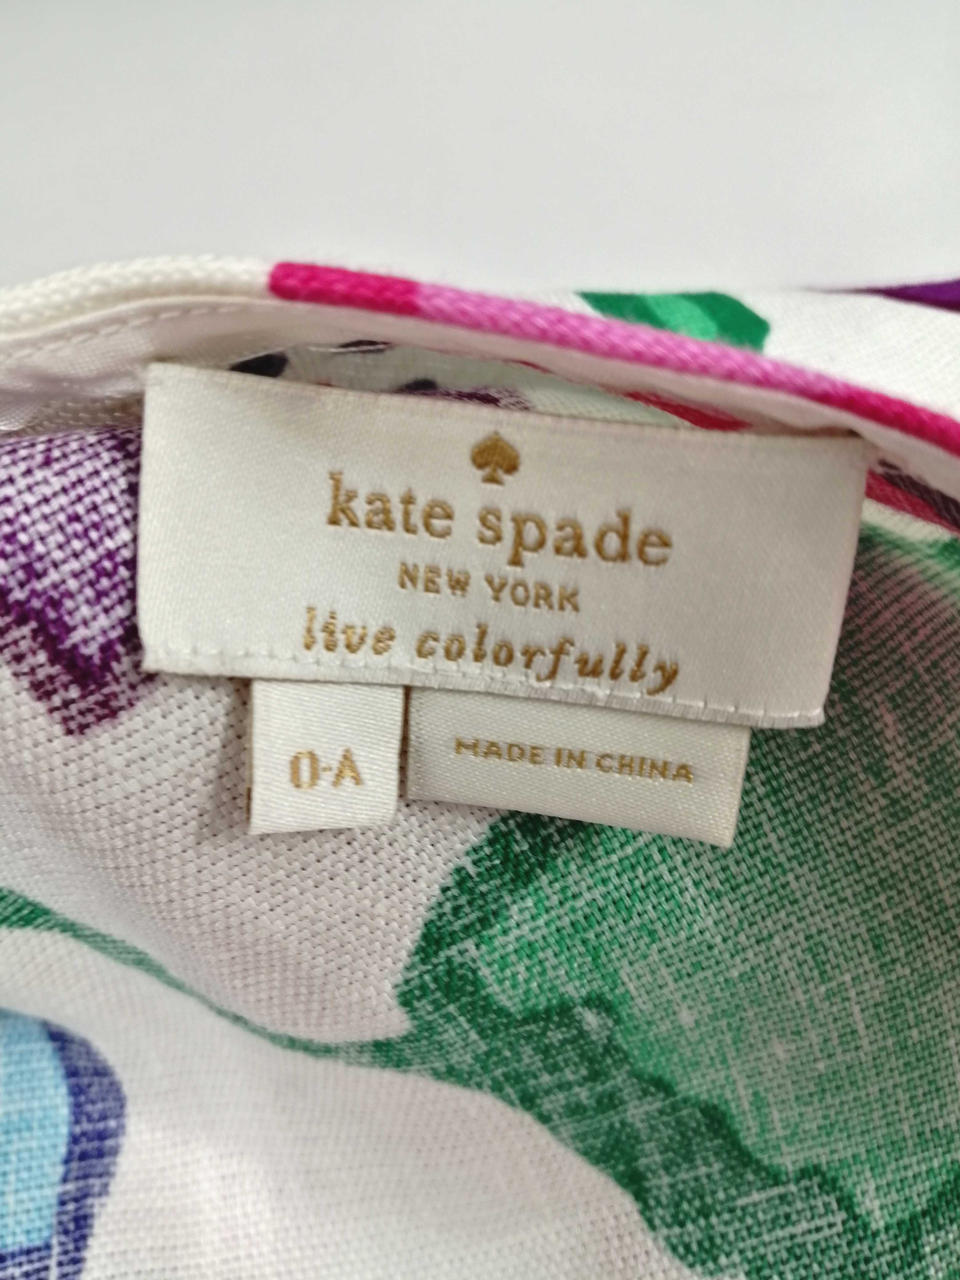 kate spade
NEW YORK
live colorfully
0-A
MADE IN CHINA